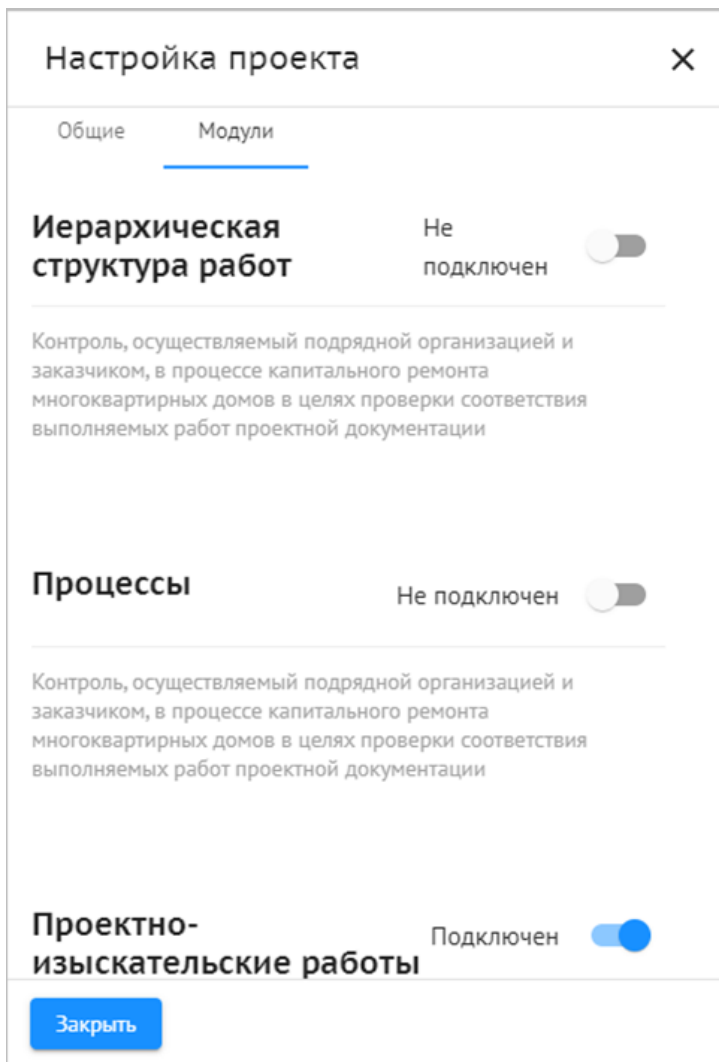 Настройка проекта
Общие Модули
Иерархическая
структура работ
Не
подключен
Контроль, осуществляемый подрядной организацией и
заказчиком, в процессе капитального ремонта
многоквартирных домов в целях проверки соответствия
выполняемых работ проектной документации
Процессы
Не подключен
Контроль, осуществляемый подрядной организацией и
заказчиком, в процессе капитального ремонта
многоквартирных домов в целях проверки соответствия
выполняемых работ проектной документации
Проектно-
изыскательские работы
Подключен
Закрыть